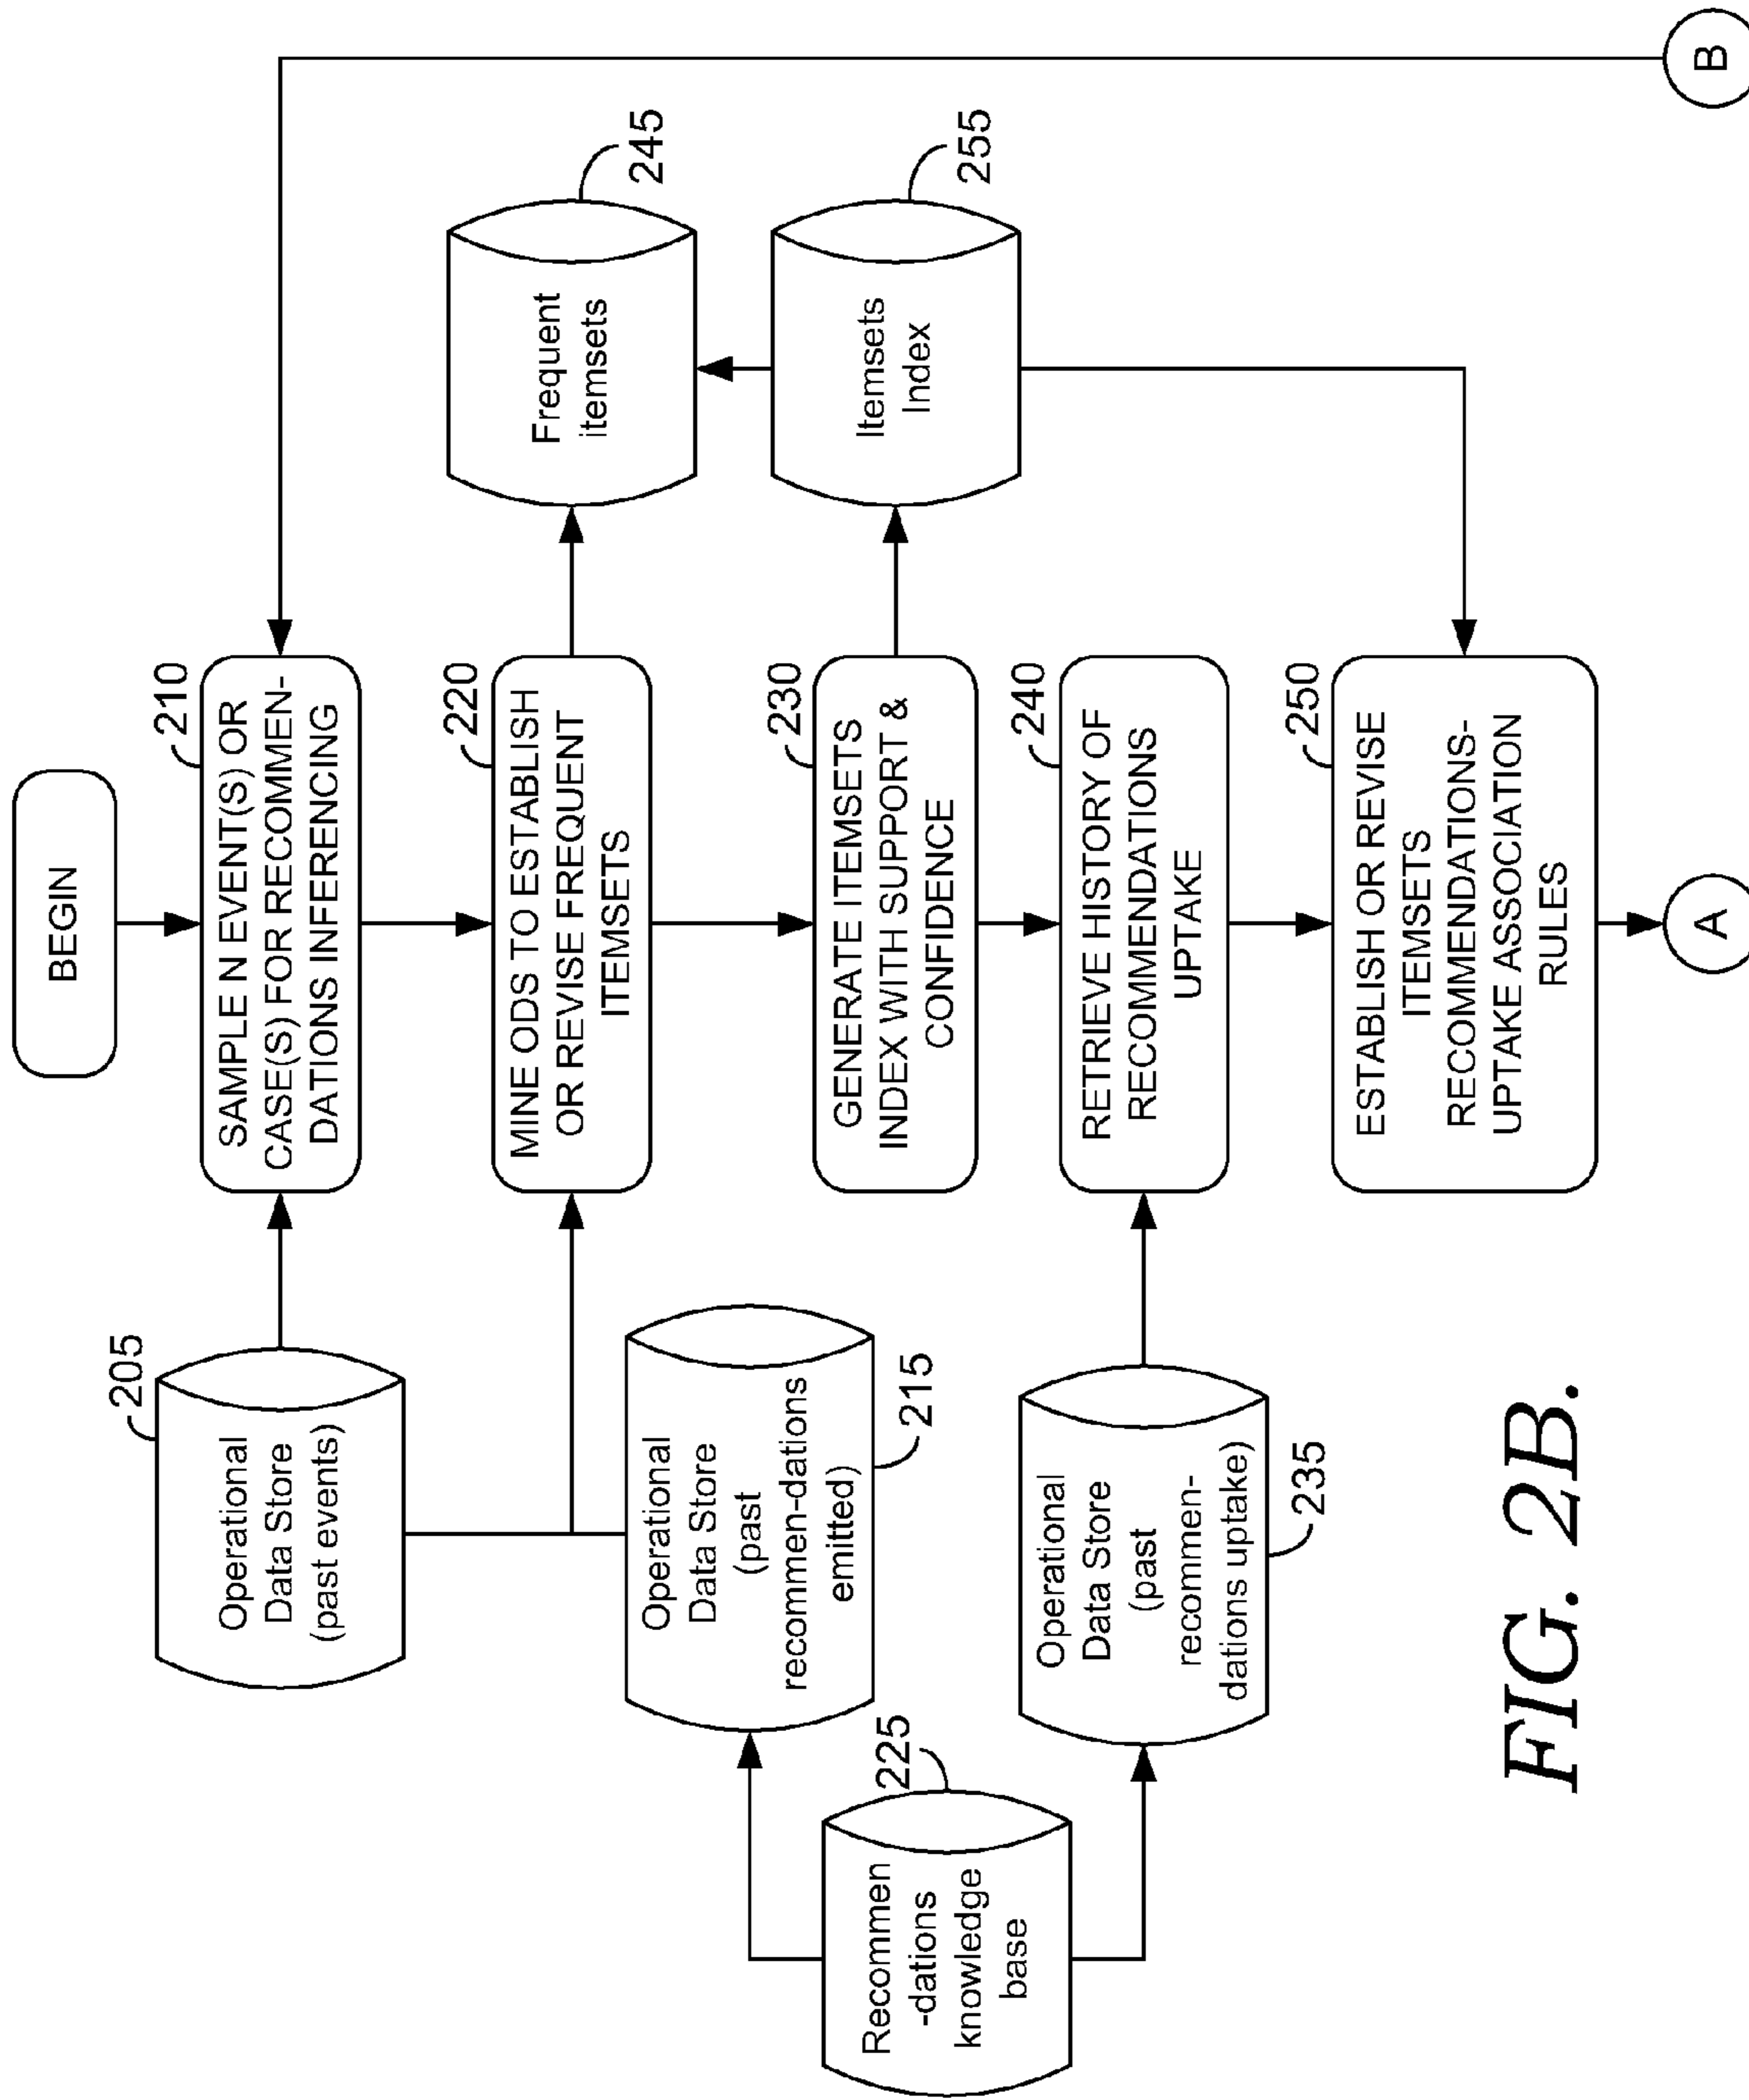 BEGIN
210
SAMPLE N EVENT(S) OR
CASE(S) FOR RECOMMEN-
DATIONS INFERENCING
205
Operational
Data Store
(past events)
220
MINE ODS TO ESTABLISH
OR REVISE FREQUENT
ITEMSETS
Frequent
itemsets
245
Operational
Data Store
(past
recommen-dations
emitted)
215
230
GENERATE ITEMSETS
INDEX WITH SUPPORT &
CONFIDENCE
Itemsets
Index
255
Recommen
-dations
knowledge
base
225
240
RETRIEVE HISTORY OF
RECOMMENDATIONS
UPTAKE
Operational
Data Store
(past
recommen-
dations uptake)
235
250
ESTABLISH OR REVISE
ITEMSETS
RECOMMENDATIONS-
UPTAKE ASSOCIATION
RULES
A
B
FIG. 2B.